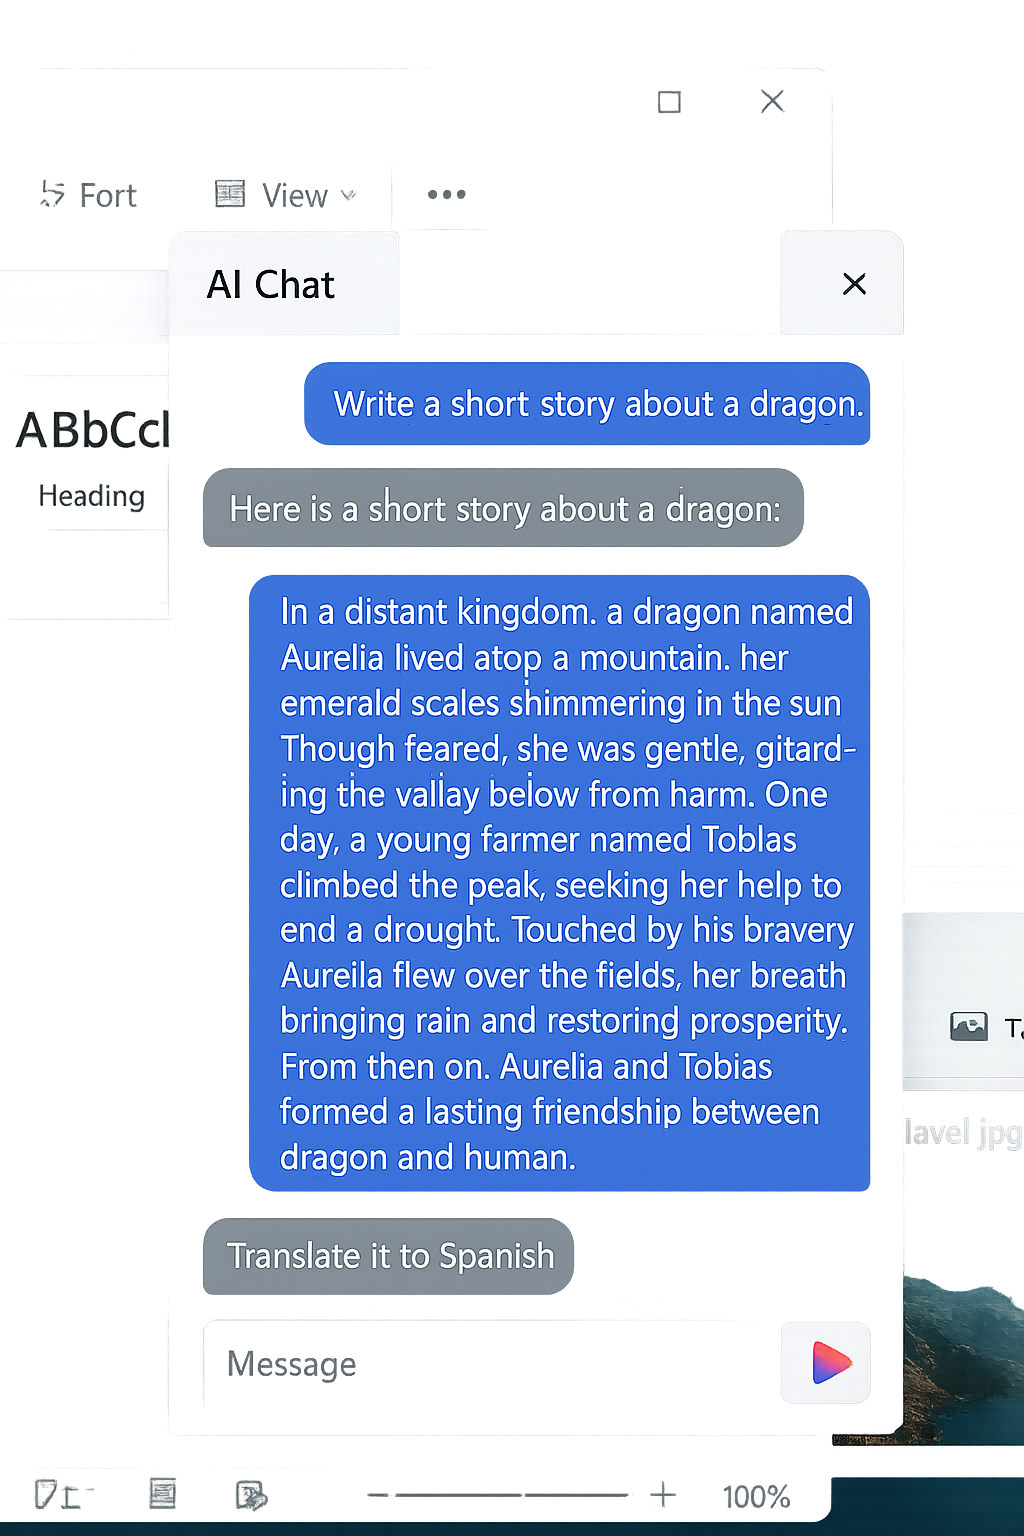 Fort
View
AI Chat
ABbCcl
Heading
Write a short story about a dragon.
Here is a short story about a dragon:
In a distant kingdom. a dragon named
Aurelia lived atop a mountain. her
emerald scales shimmering in the sun
Though feared, she was gentle, gitard-
ing the vallay below from harm. One
day, a young farmer named Toblas
climbed the peak, seeking her help to
end a drought. Touched by his bravery
Aureila flew over the fields, her breath
bringing rain and restoring prosperity.
From then on. Aurelia and Tobias
formed a lasting friendship between
dragon and human.
Translate it to Spanish
Message
lavel jpg
100%